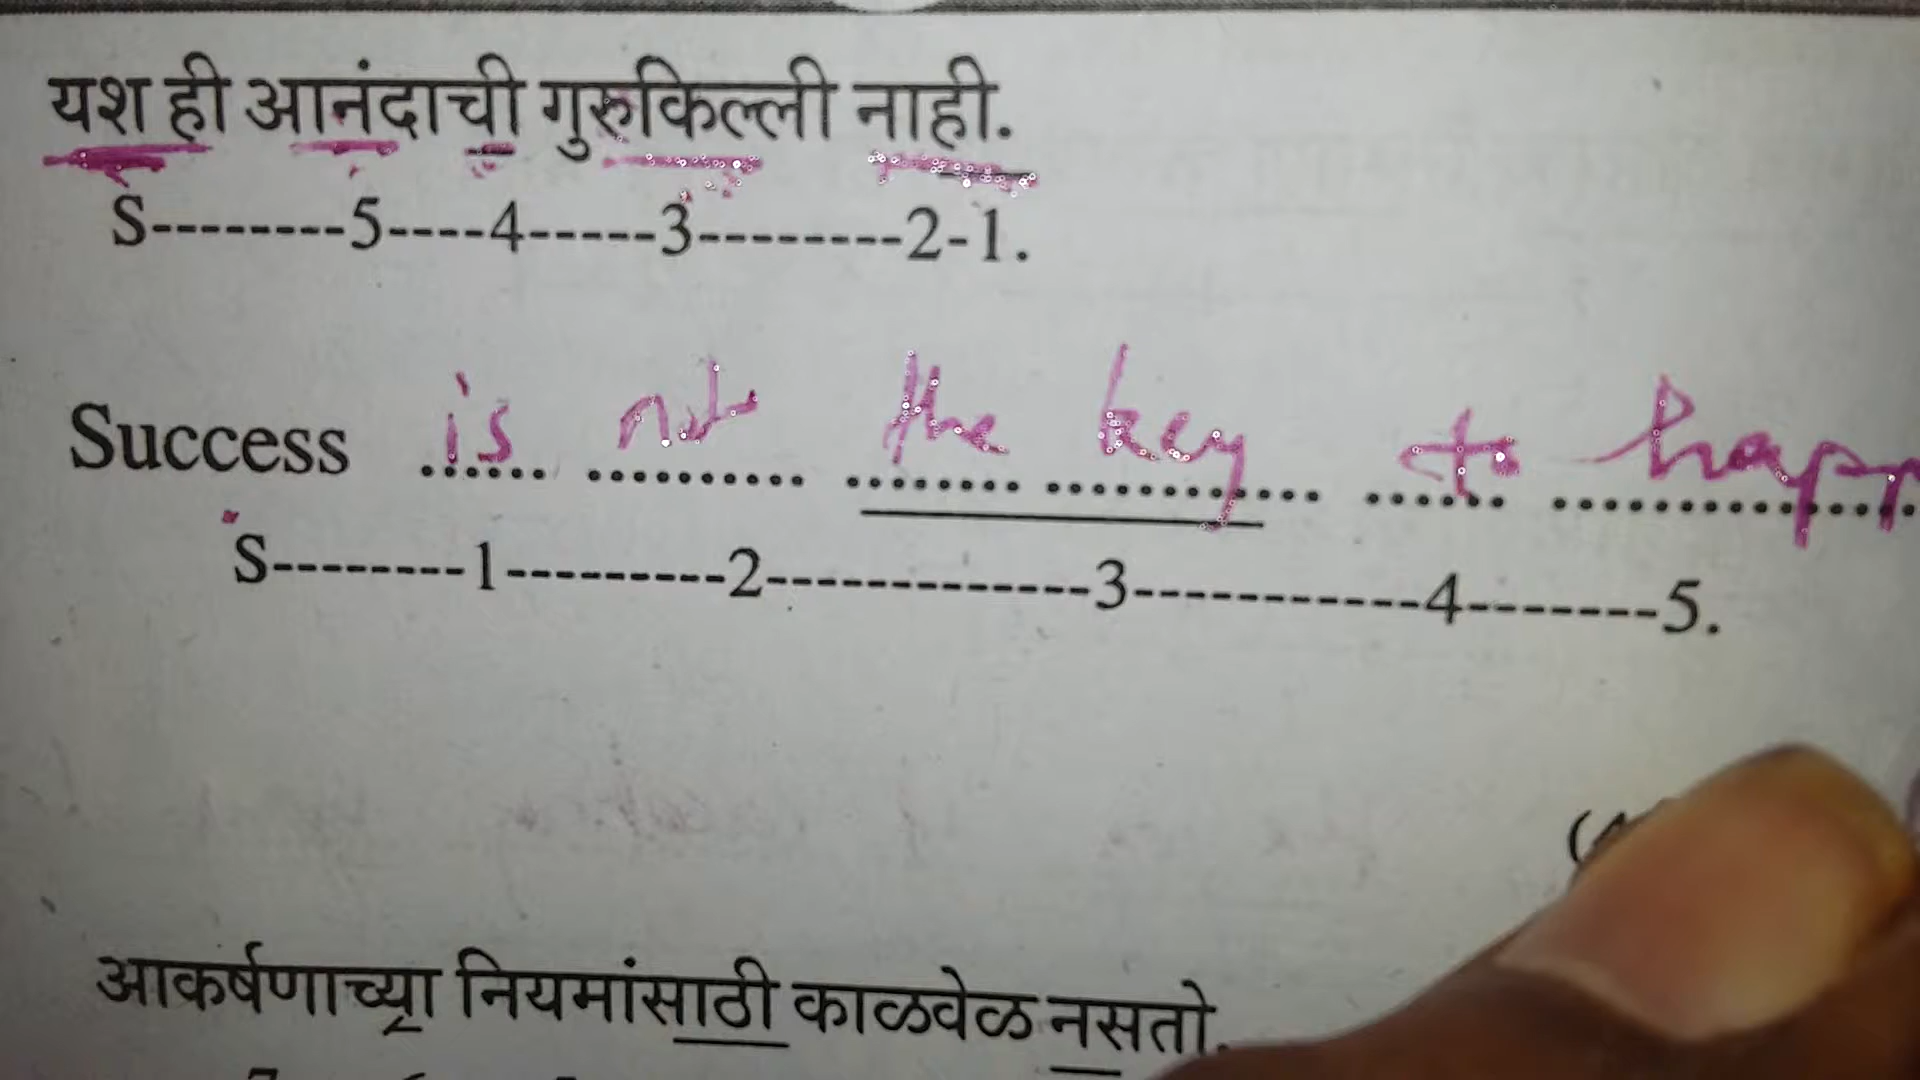 यश ही आनंदाची गुरुकिल्ली नाही.
S--------5----4-----3--------2-1.
Success is not the key to
S--------1---------2-------------3-----------4-------5.
आकर्षणाच्या नियमांसाठी काळवेळ नसतो.